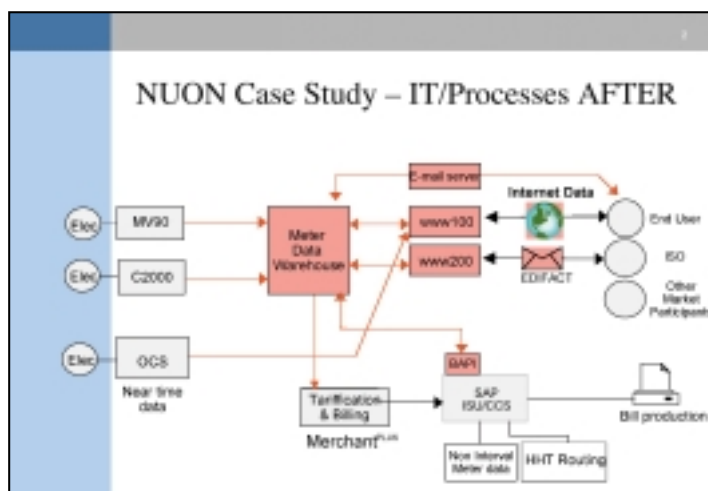 NUON Case Study – IT/Processes AFTER
E-mail server
Internet Data
Elec
MV90
Meter
Data
Warehouse
www100
End User
Elec
C2000
www200
EDIFACT
ISO
Other
Market
Participants
Elec
OCS
BAPI
Near time
data
Tariffication
& Billing
SAP
ISU/CCS
Bill production
MerchantPLUS
Non Interval
Meter data
HHT Routing